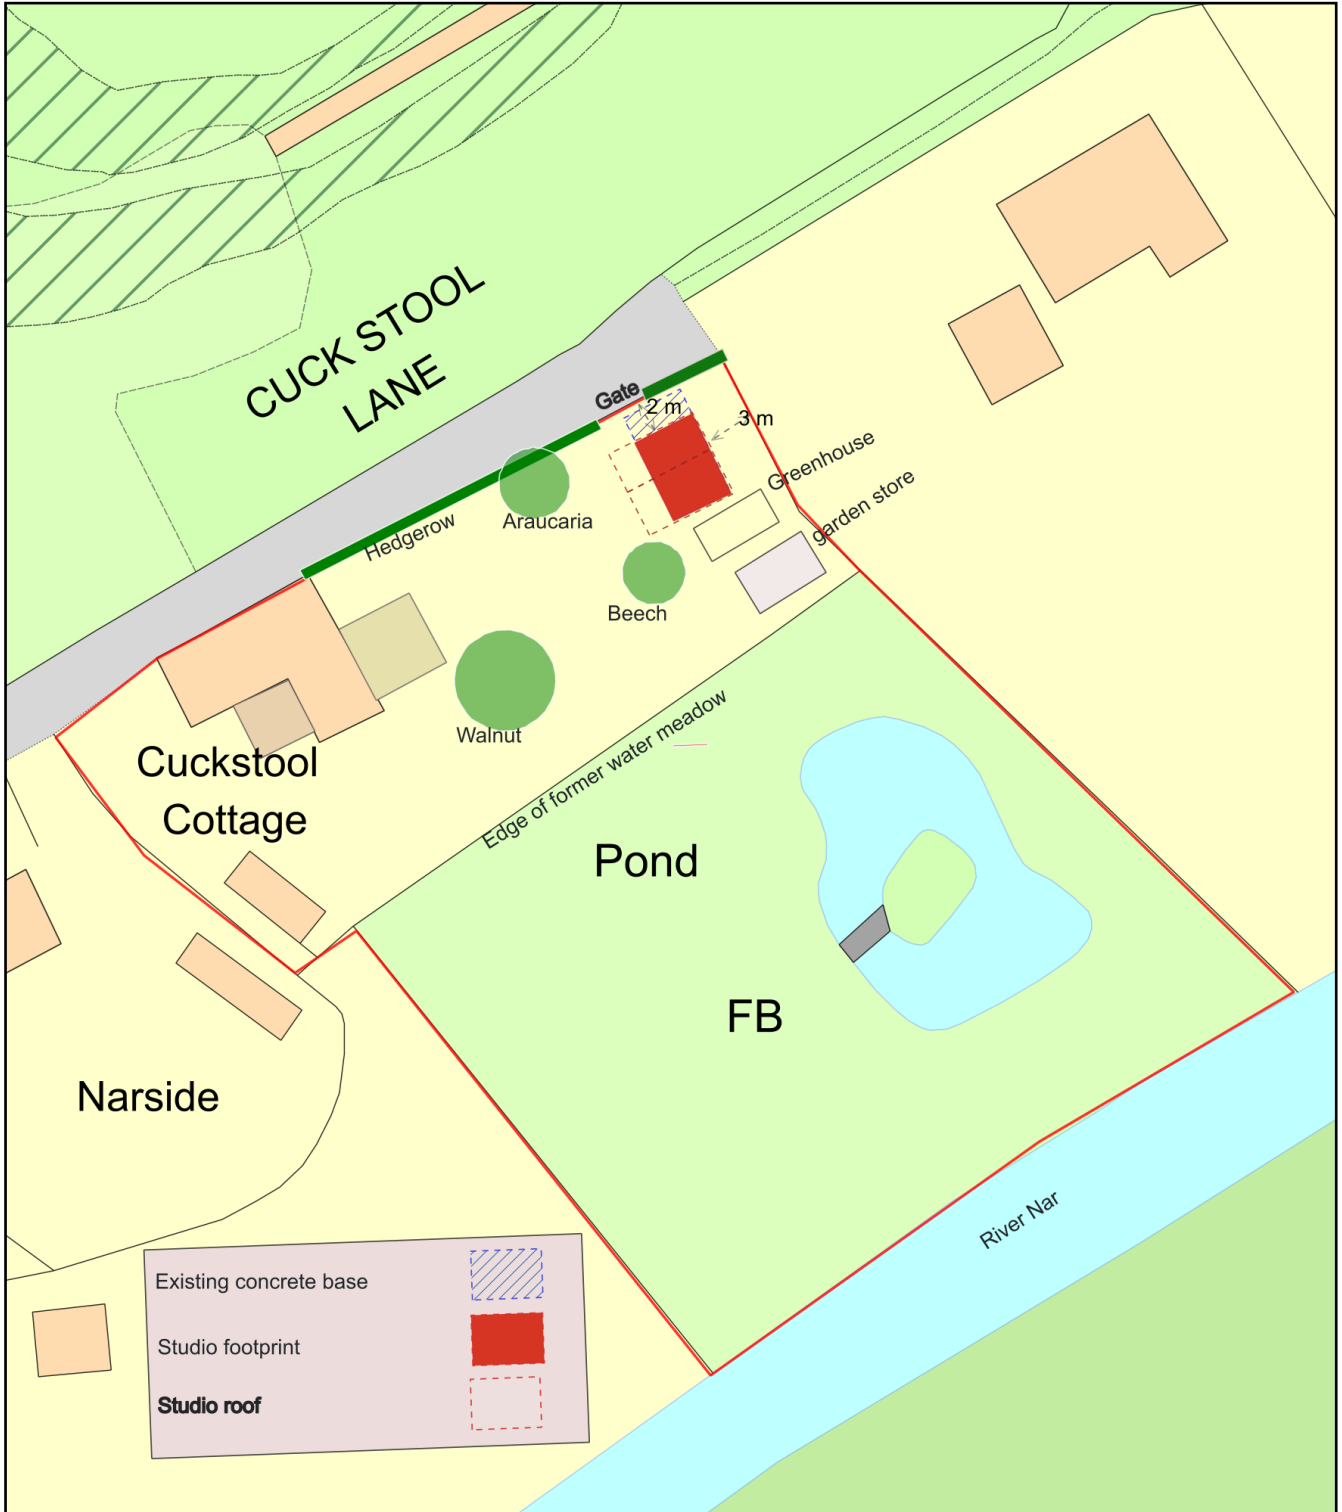 CUCK STOOL
LANE
Gate
2 m
3 m
Greenhouse
garden store
Araucaria
Hedgerow
Beech
Walnut
Edge of former water meadow
Cuckstool
Cottage
Pond
FB
Narside
River Nar
Existing concrete base
Studio footprint
Studio roof